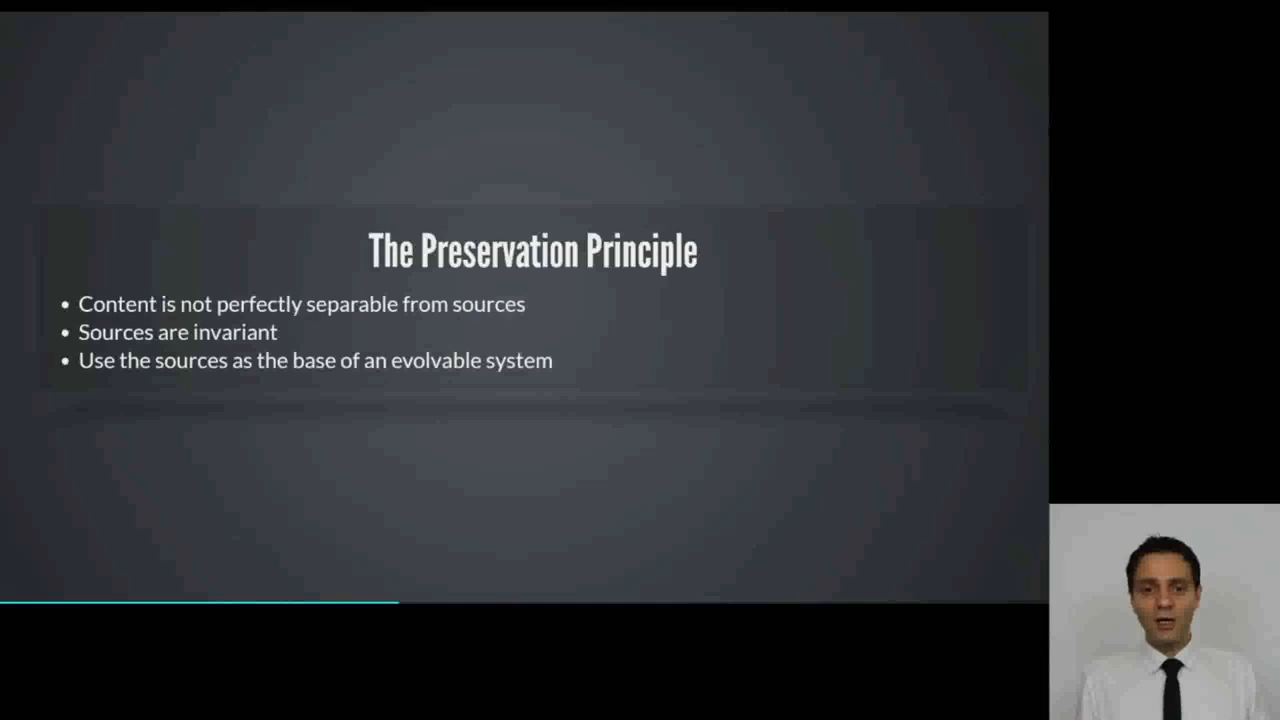 The Preservation Principle
• Content is not perfectly separable from sources
• Sources are invariant
• Use the sources as the base of an evolvable system